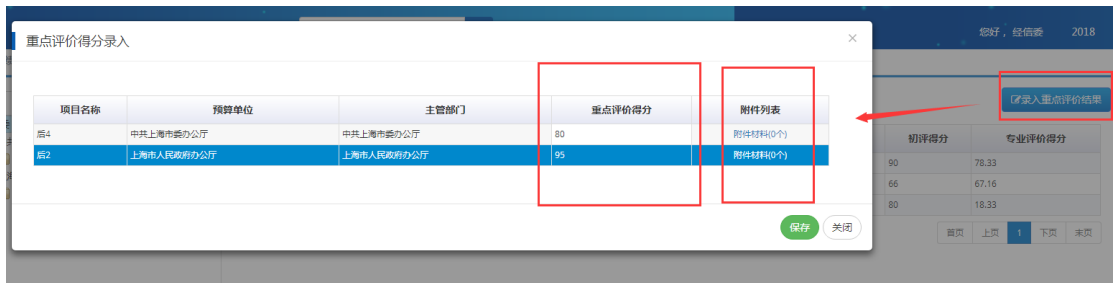 您好，经信委 2018
重点评价得分录入 ×
录入重点评价结果
项目名称 预算单位 主管部门 重点评价得分 附件列表
后4 中共上海市委办公厅 中共上海市委办公厅 80 附件材料(0个)
后2 上海市人民政府办公厅 上海市人民政府办公厅 95 附件材料(0个)
保存 关闭
初评得分 专业评价得分
90 78.33
66 67.16
80 18.33
首页 上页 1 下页 末页